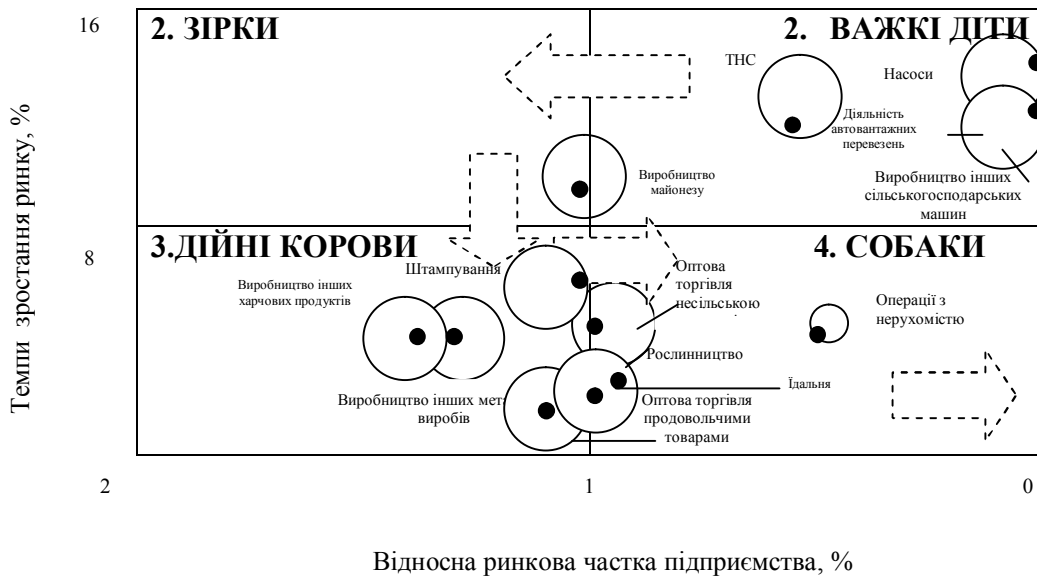 16
2. ЗІРКИ
2. ВАЖКІ ДІТИ
ТНС
Насоси
Діяльність
автовантажних
перевезень
Виробництво
майонезу
Виробництво інших
сільськогосподарських
машин
Темпи зростання ринку, %
8
3.ДІЙНІ КОРОВИ
4. СОБАКИ
Штампування
Виробництво інших
харчових продуктів
Оптова
торгівля
несільською
Операції з
нерухомістю
Рослинництво
Їдальня
Виробництво інших мет
виробів
Оптова торгівля
продовольчими
товарами
2
1
0
Відносна ринкова частка підприємства, %